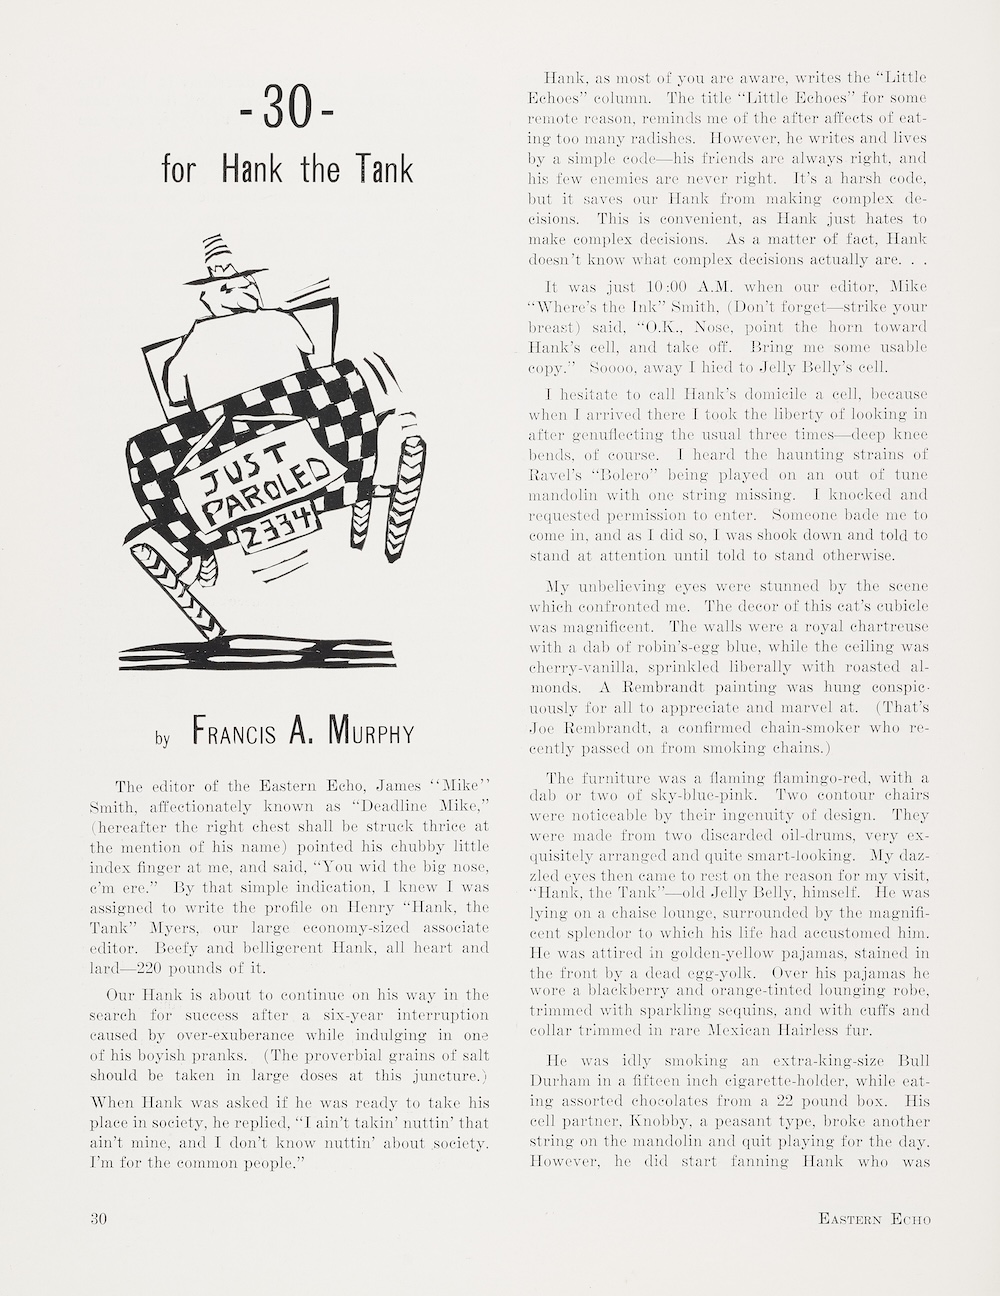 -30-
for Hank the Tank
JUST
PAROLED
2334
by FRANCIS A. MURPHY
The editor of the Eastern Echo, James "Mike"
Smith, affectionately known as "Deadline Mike,"
(hereafter the right chest shall be struck thrice at
the mention of his name) pointed his chubby little
index finger at me, and said, "You wid the big nose,
c'm ere." By that simple indication, I knew I was
assigned to write the profile on Henry "Hank, the
Tank" Myers, our large economy-sized associate
editor. Beefy and belligerent Hank, all heart and
lard—220 pounds of it.
Our Hank is about to continue on his way in the
search for success after a six-year interruption
caused by over-exuberance while indulging in one
of his boyish pranks. (The proverbial grains of salt
should be taken in large doses at this juncture.)
When Hank was asked if he was ready to take his
place in society, he replied, "I ain't takin' nuttin' that
ain't mine, and I don't know nuttin' about society.
I'm for the common people."
Hank, as most of you are aware, writes the "Little
Echoes" column. The title "Little Echoes" for some
remote reason, reminds me of the after affects of eat-
ing too many radishes. However, he writes and lives
by a simple code—his friends are always right, and
his few enemies are never right. It's a harsh code,
but it saves our Hank from making complex de-
cisions. This is convenient, as Hank just hates to
make complex decisions. As a matter of fact, Hank
doesn't know what complex decisions actually are. . .
It was just 10:00 A.M. when our editor, Mike
"Where's the Ink" Smith, (Don't forget—strike your
breast) said, "O.K., Nose, point the horn toward
Hank's cell, and take off. Bring me some usable
copy." Soooo, away I hied to Jelly Belly's cell.
I hesitate to call Hank's domicile a cell, because
when I arrived there I took the liberty of looking in
after genuflecting the usual three times—deep knee
bends, of course. I heard the haunting strains of
Ravel's "Bolero" being played on an out of tune
mandolin with one string missing. I knocked and
requested permission to enter. Someone bade me to
come in, and as I did so, I was shook down and told to
stand at attention until told to stand otherwise.
My unbelieving eyes were stunned by the scene
which confronted me. The decor of this cat's cubicle
was magnificent. The walls were a royal chartreuse
with a dab of robin's-egg blue, while the ceiling was
cherry-vanilla, sprinkled liberally with roasted al-
monds. A Rembrandt painting was hung conspic-
uously for all to appreciate and marvel at. (That's
Joe Rembrandt, a confirmed chain-smoker who re-
cently passed on from smoking chains.)
The furniture was a flaming flamingo-red, with a
dab or two of sky-blue-pink. Two contour chairs
were noticeable by their ingenuity of design. They
were made from two discarded oil-drums, very ex-
quisitely arranged and quite smart-looking. My daz-
zled eyes then came to rest on the reason for my visit,
"Hank, the Tank"—old Jelly Belly, himself. He was
lying on a chaise lounge, surrounded by the magnifi-
cent splendor to which his life had accustomed him.
He was attired in golden-yellow pajamas, stained in
the front by a dead egg-yolk. Over his pajamas he
wore a blackberry and orange-tinted lounging robe,
trimmed with sparkling sequins, and with cuffs and
collar trimmed in rare Mexican Hairless fur.
He was idly smoking an extra-king-size Bull
Durham in a fifteen inch cigarette-holder, while eat-
ing assorted chocolates from a 22 pound box. His
cell partner, Knobby, a peasant type, broke another
string on the mandolin and quit playing for the day.
However, he did start fanning Hank who was
30
EASTERN ECHO